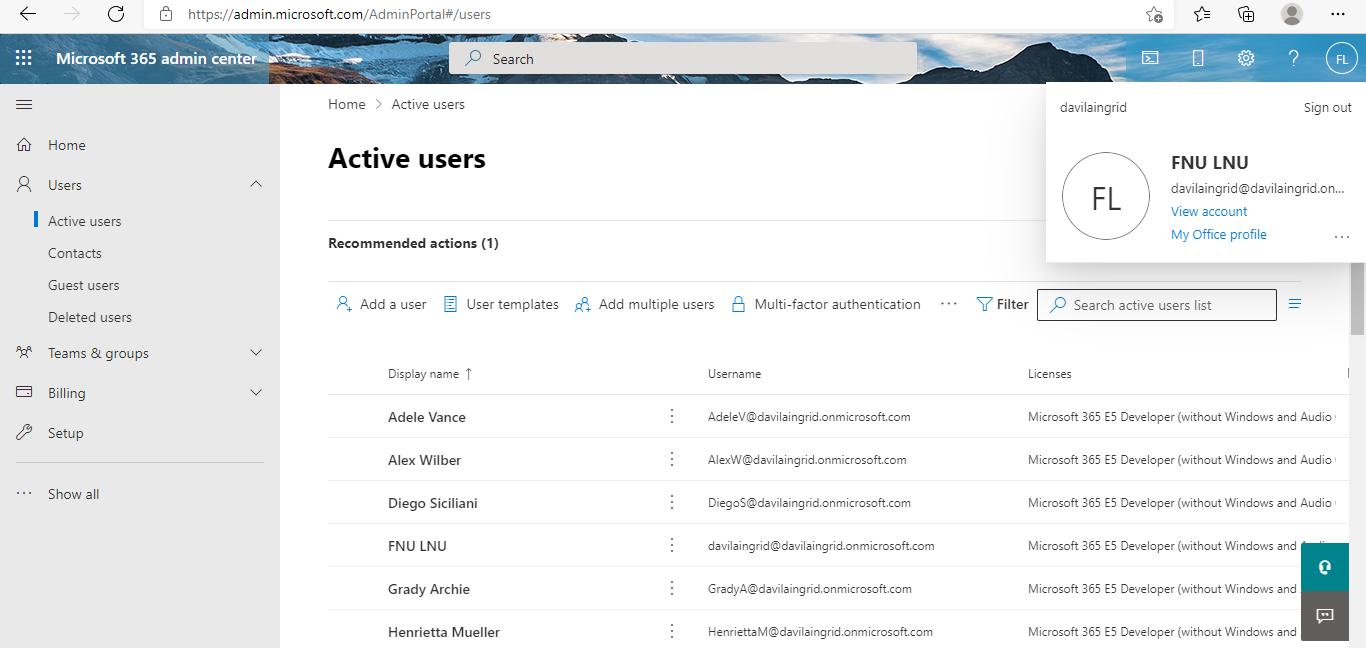 https://admin.microsoft.com/AdminPortal#/users
Microsoft 365 admin center
Search
FL
Home
Users
Active users
Contacts
Guest users
Deleted users
Teams & groups
Billing
Setup
Show all
Home > Active users
Active users
Recommended actions (1)
davilaingrid
Sign out
FL
FNU LNU
davilaingrid@davilaingrid.on...
View account
My Office profile
Add a user
User templates
Add multiple users
Multi-factor authentication
Filter
Search active users list
Display name ↑ Username Licenses
Adele Vance AdeleV@davilaingrid.onmicrosoft.com Microsoft 365 E5 Developer (without Windows and Audio
Alex Wilber AlexW@davilaingrid.onmicrosoft.com Microsoft 365 E5 Developer (without Windows and Audio
Diego Siciliani DiegoS@davilaingrid.onmicrosoft.com Microsoft 365 E5 Developer (without Windows and Audio
FNU LNU davilaingrid@davilaingrid.onmicrosoft.com Microsoft 365 E5 Developer (without Windows and
Grady Archie GradyA@davilaingrid.onmicrosoft.com Microsoft 365 E5 Developer (without Windows and
Henrietta Mueller HenriettaM@davilaingrid.onmicrosoft.com Microsoft 365 E5 Developer (without Windows and